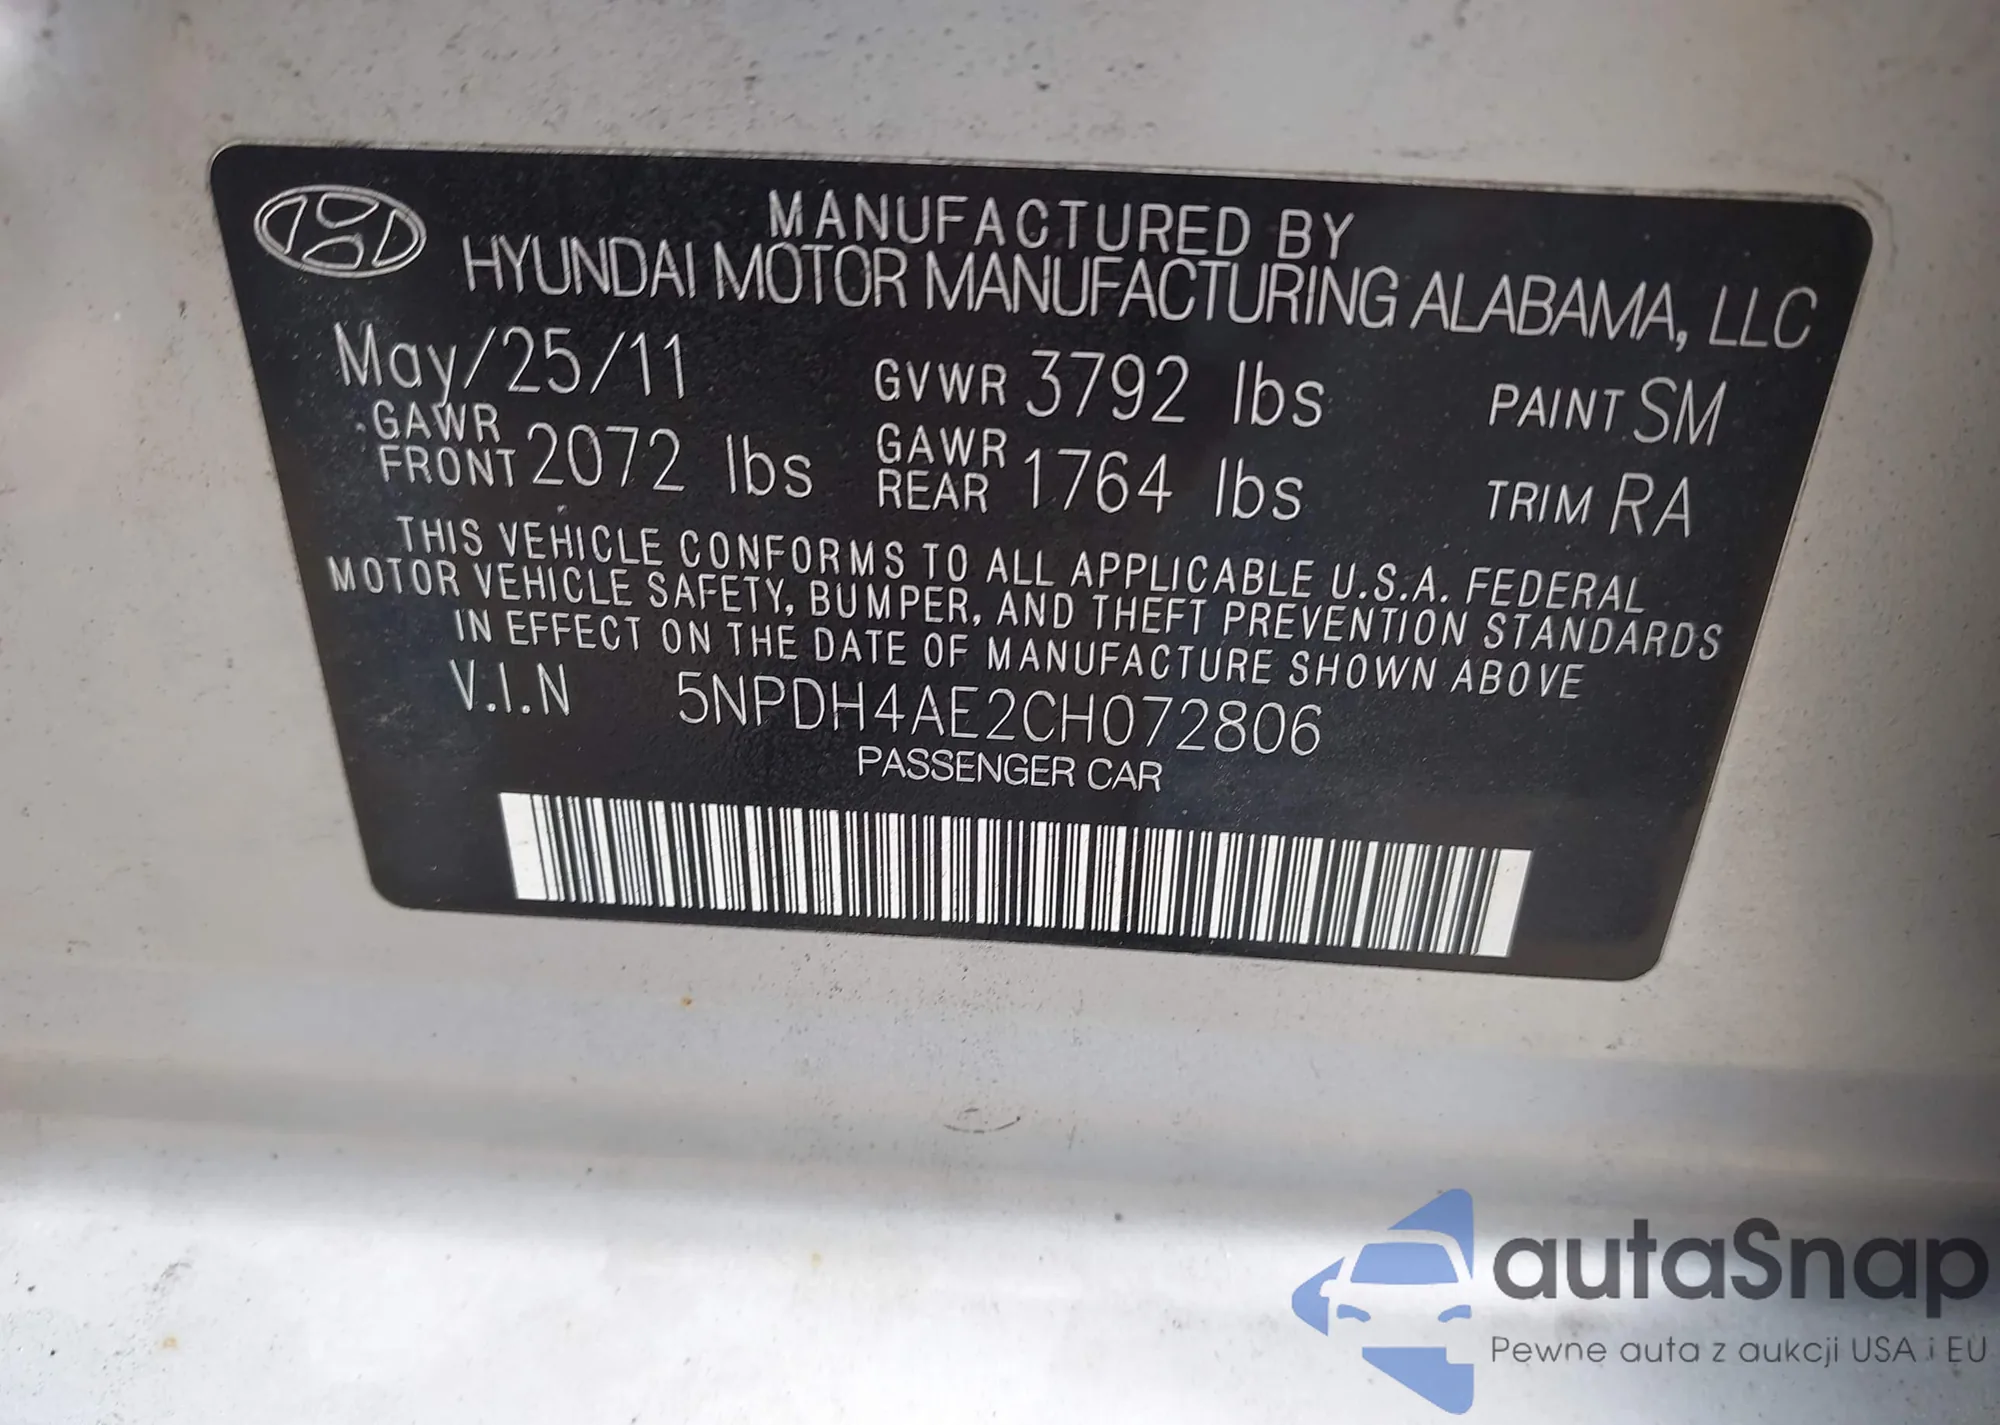 MANUFACTURED BY
HYUNDAI MOTOR MANUFACTURING ALABAMA, LLC
May/25/11 GVWR 3792 lbs PAINT SM
GAWR FRONT 2072 lbs GAWR REAR 1764 lbs TRIM RA
THIS VEHICLE CONFORMS TO ALL APPLICABLE U.S.A. FEDERAL
MOTOR VEHICLE SAFETY, BUMPER, AND THEFT PREVENTION STANDARDS
IN EFFECT ON THE DATE OF MANUFACTURE SHOWN ABOVE
V.I.N 5NPDH4AE2CH072806
PASSENGER CAR
autaSnap
Pewne auta z aukcji USA i EU